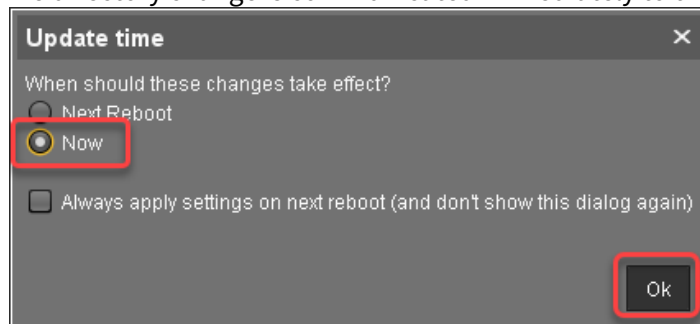 Update time
When should these changes take effect?
Next Reboot
Now
Always apply settings on next reboot (and don't show this dialog again)
Ok